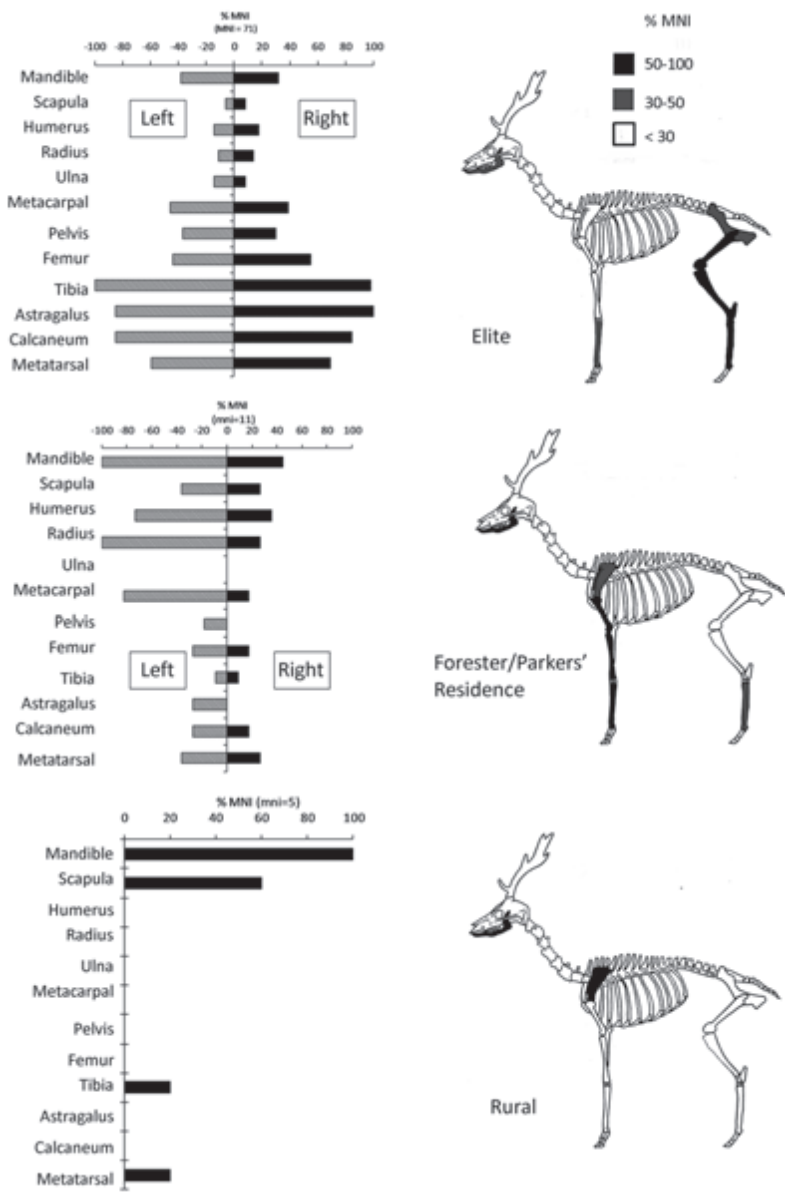 % MNI
(MNI = 71)
-100 -80 -60 -40 -20 0 20 40 60 80 100
Mandible
Scapula
Humerus
Radius
Ulna
Metacarpal
Pelvis
Femur
Tibia
Astragalus
Calcaneum
Metatarsal
Left
Right
% MNI
50-100
30-50
< 30
Elite
% MNI
(mni=11)
-100 -80 -60 -40 -20 0 20 40 60 80 100
Mandible
Scapula
Humerus
Radius
Ulna
Metacarpal
Pelvis
Femur
Tibia
Astragalus
Calcaneum
Metatarsal
Left
Right
Forester/Parkers'
Residence
% MNI (mni=5)
0 20 40 60 80 100
Mandible
Scapula
Humerus
Radius
Ulna
Metacarpal
Pelvis
Femur
Tibia
Astragalus
Calcaneum
Metatarsal
Rural